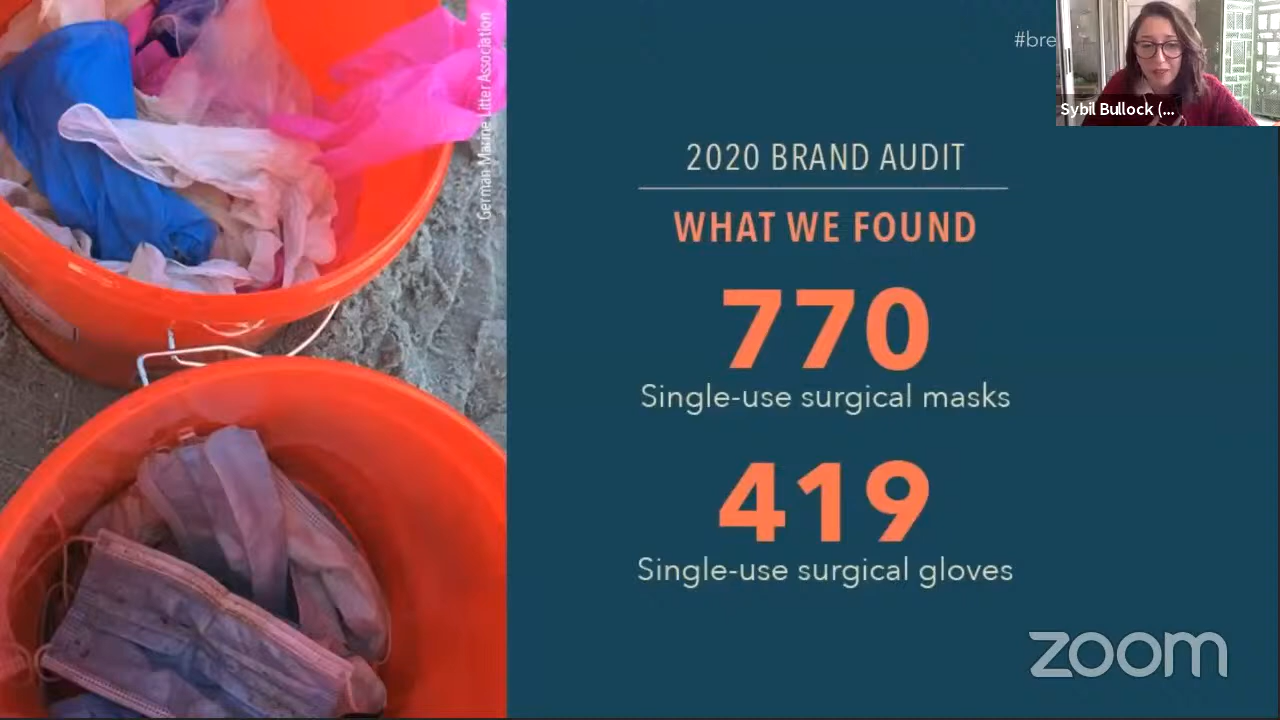 German Marine Litter Association
#bre
Sybil Bullock (...
2020 BRAND AUDIT
WHAT WE FOUND
770
Single-use surgical masks
419
Single-use surgical gloves
zoom